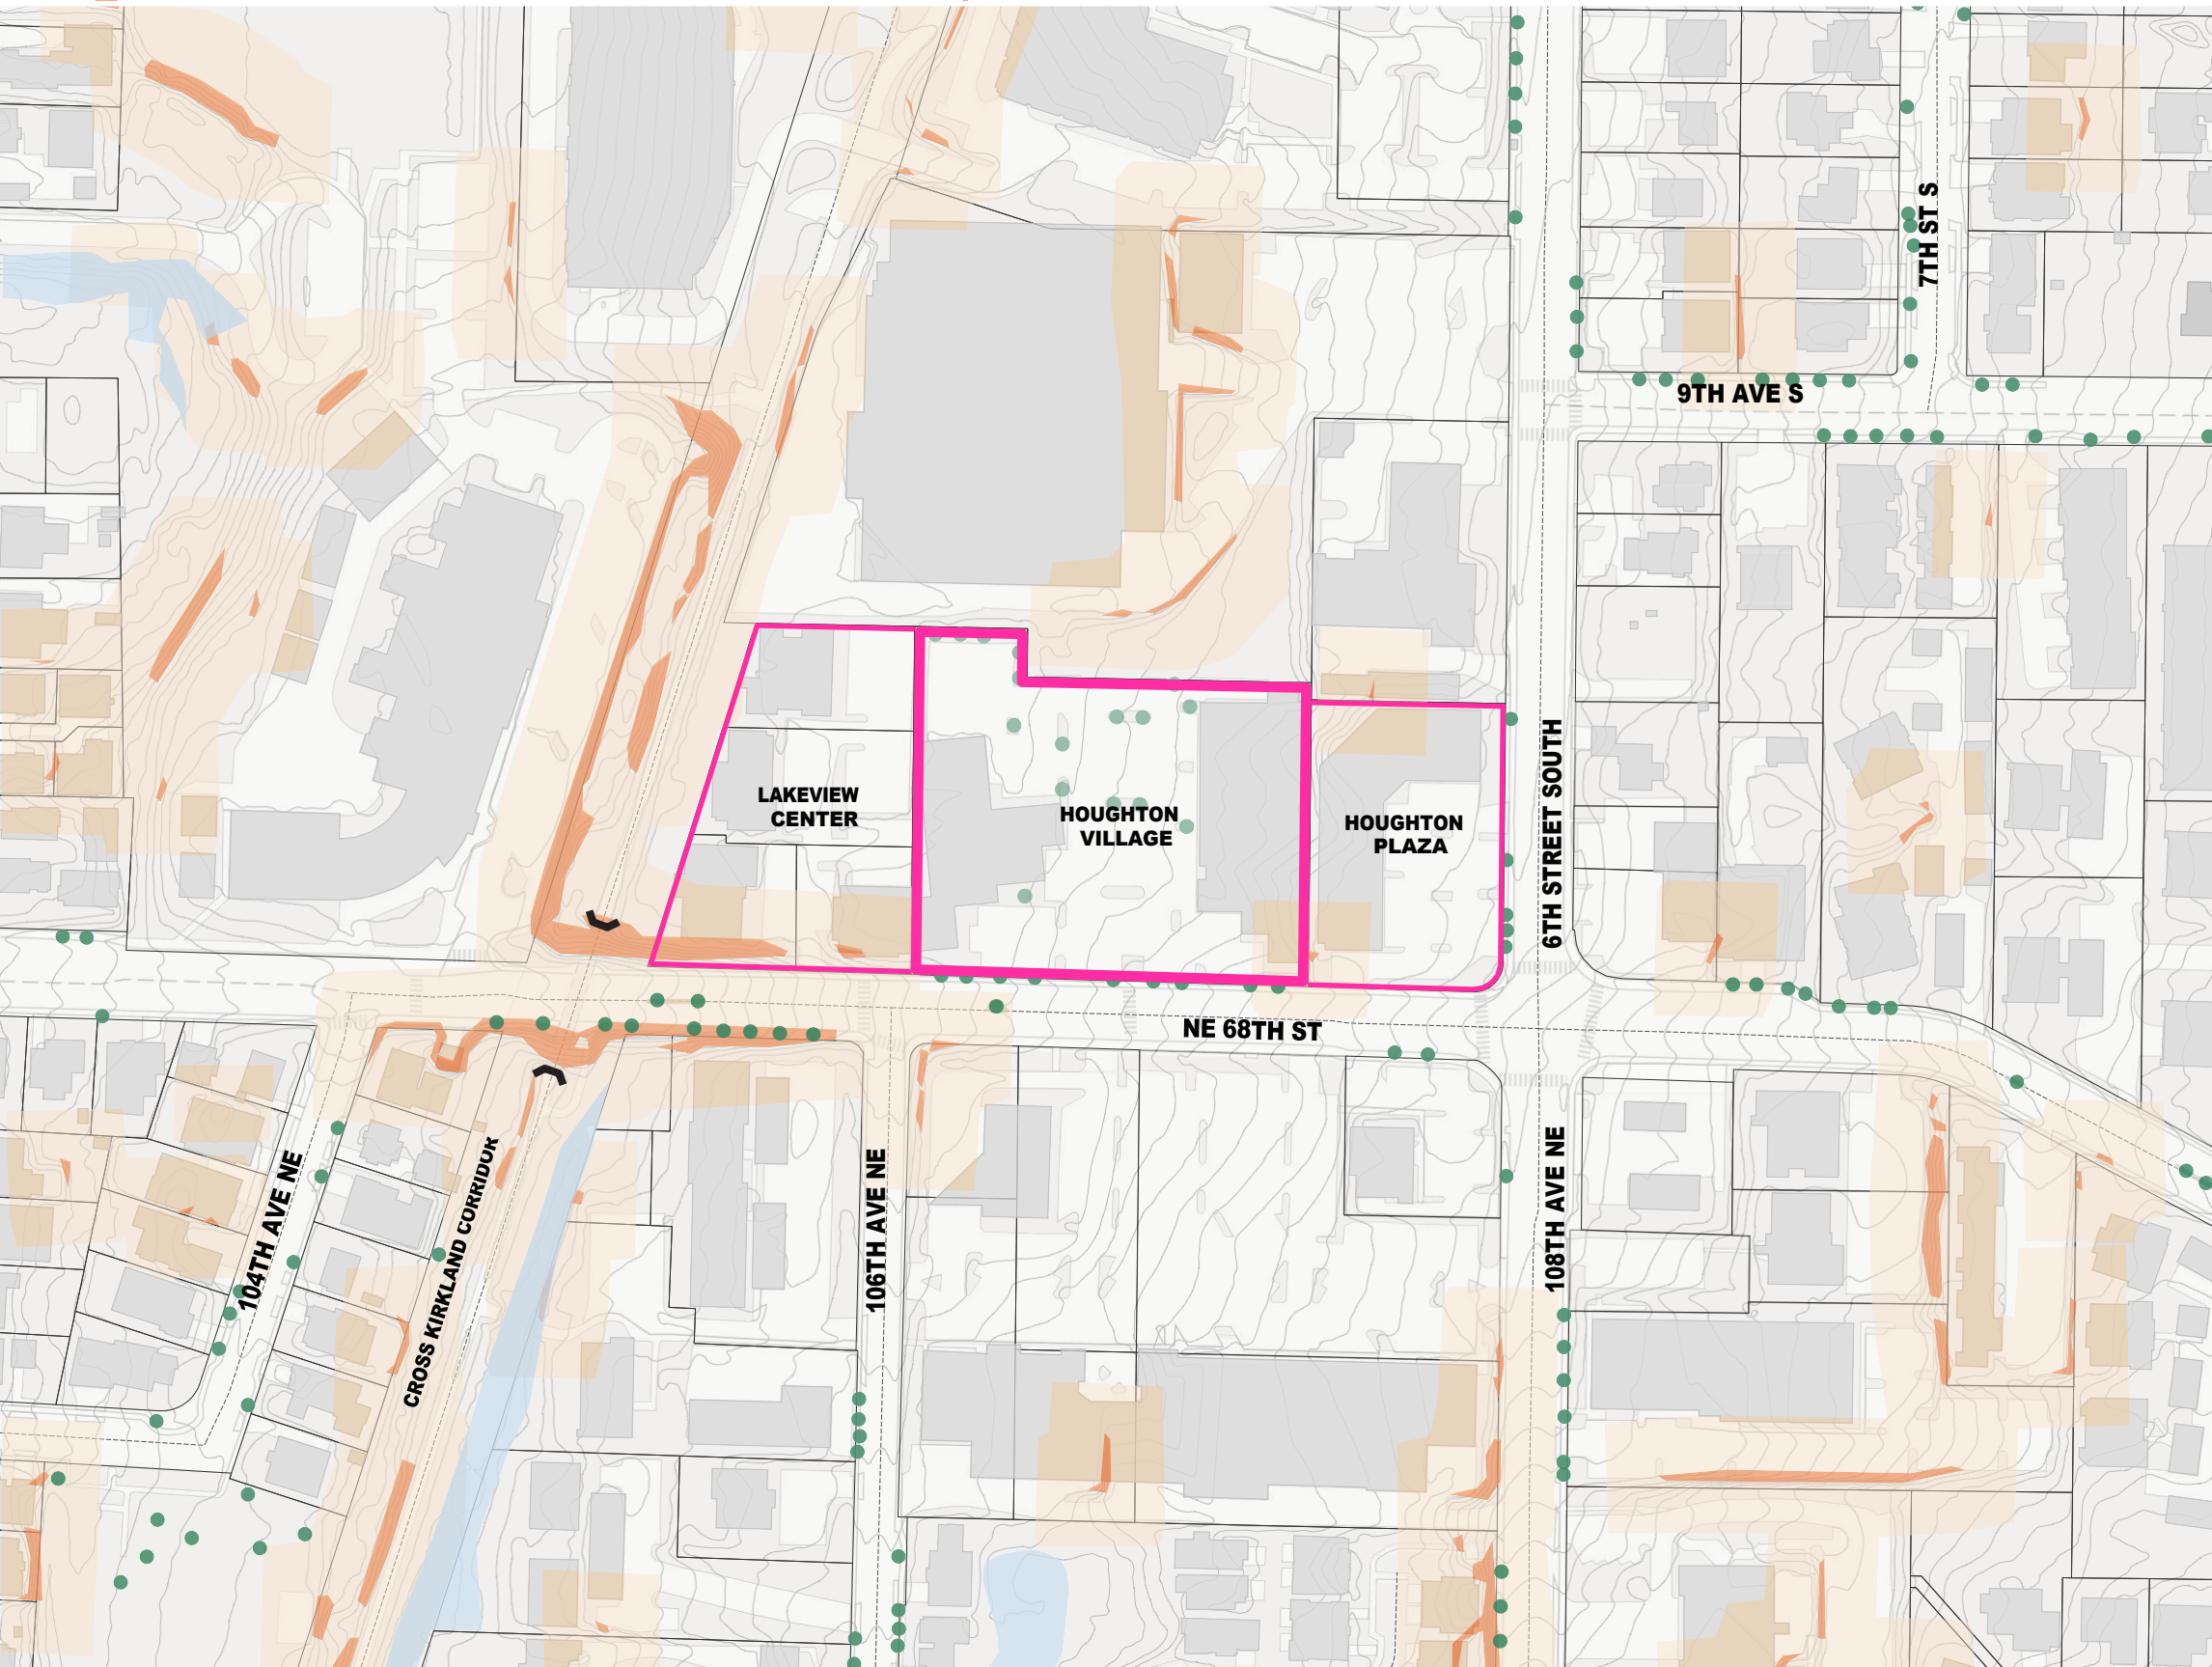 7TH ST S
9TH AVE S
LAKEVIEW
CENTER
HOUGHTON
VILLAGE
HOUGHTON
PLAZA
6TH STREET SOUTH
NE 68TH ST
104TH AVE NE
CROSS KIRKLAND CORRIDOR
106TH AVE NE
108TH AVE NE